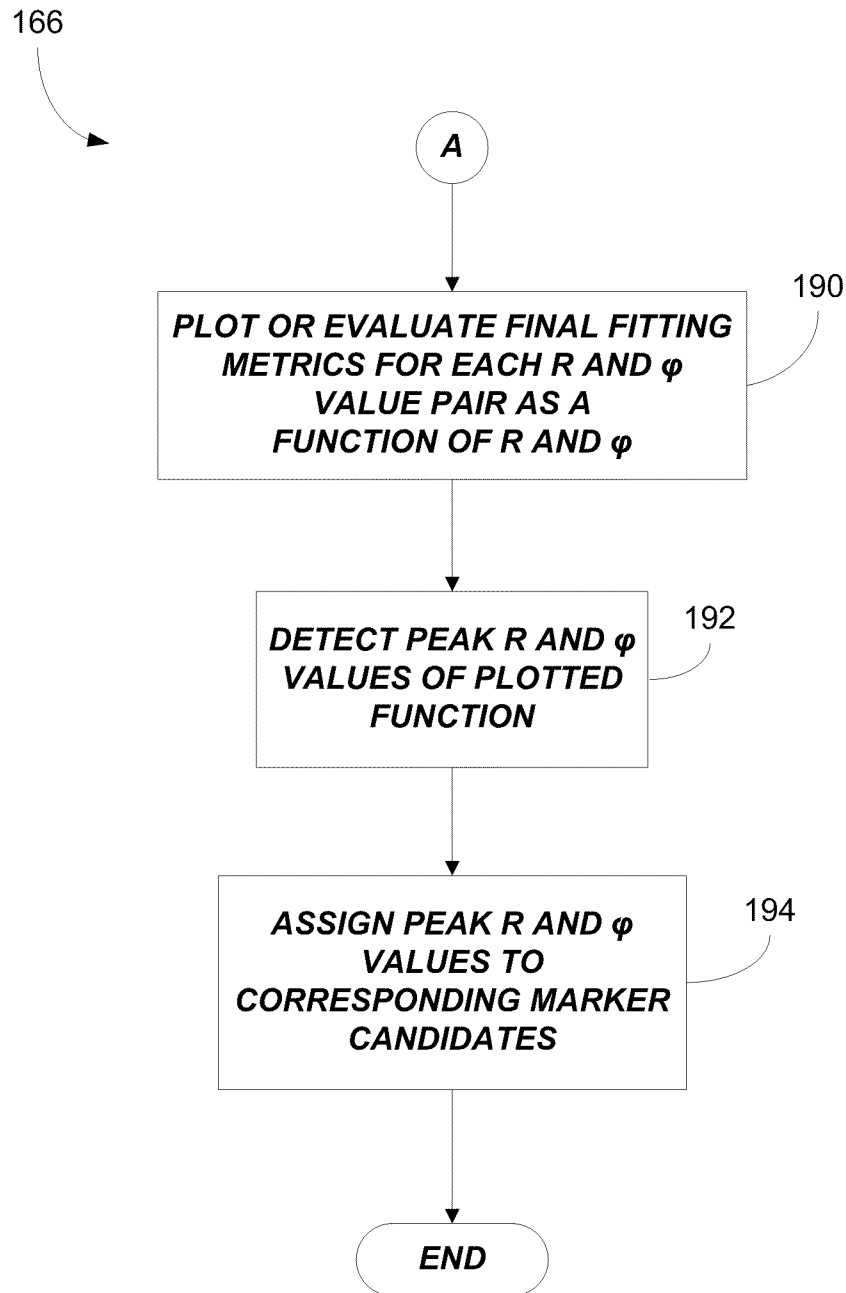 166
A
190
PLOT OR EVALUATE FINAL FITTING
METRICS FOR EACH R AND φ
VALUE PAIR AS A
FUNCTION OF R AND φ
192
DETECT PEAK R AND φ
VALUES OF PLOTTED
FUNCTION
194
ASSIGN PEAK R AND φ
VALUES TO
CORRESPONDING MARKER
CANDIDATES
END